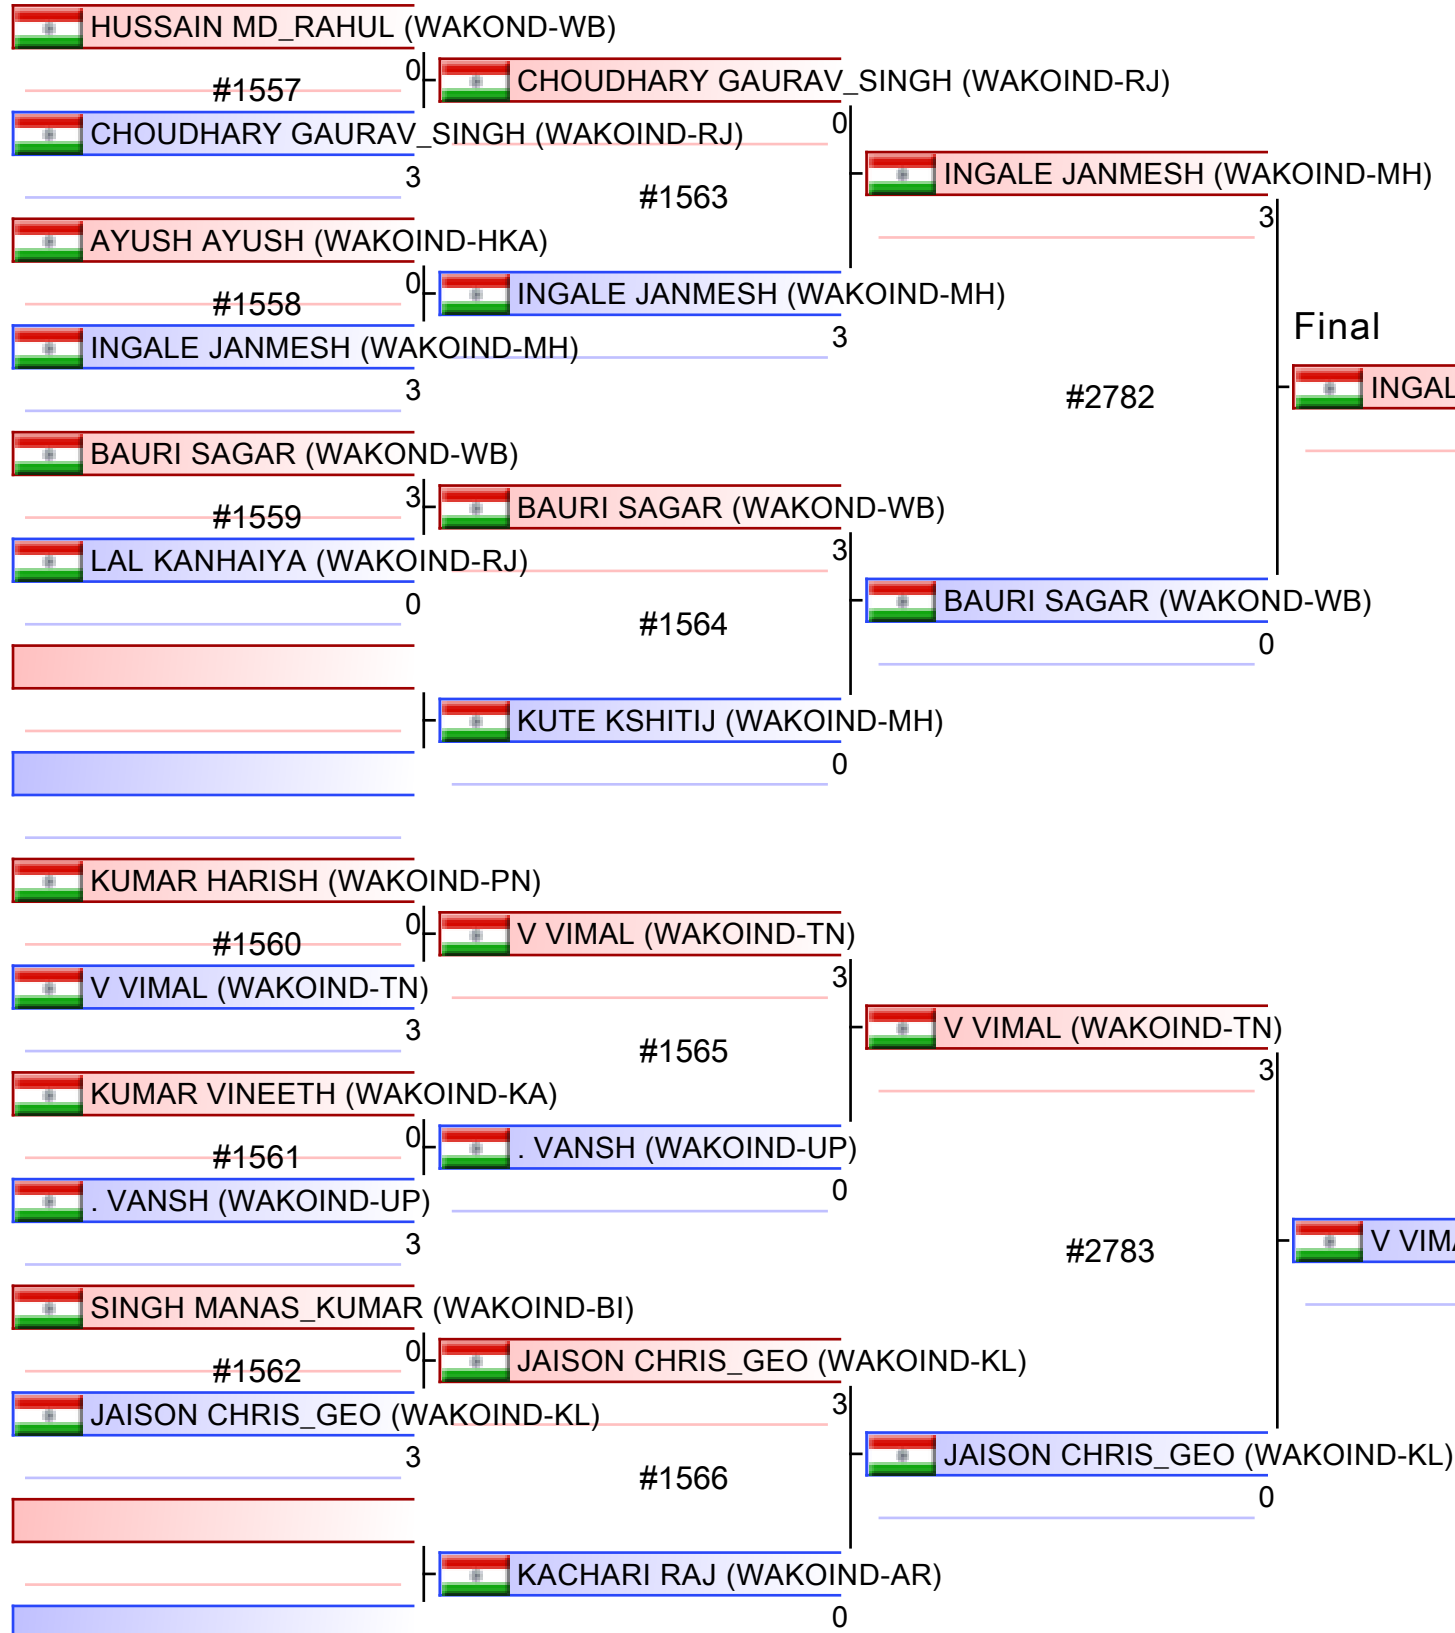 HUSSAIN MD_RAHUL (WAKOND-WB)
0
#1557
CHOUDHARY GAURAV_SINGH (WAKOIND-RJ)
3
AYUSH AYUSH (WAKOIND-HKA)
0
#1558
INGALE JANMESH (WAKOIND-MH)
3
BAURI SAGAR (WAKOND-WB)
3
#1559
LAL KANHAIYA (WAKOIND-RJ)
0
KUMAR HARISH (WAKOIND-PN)
0
#1560
V VIMAL (WAKOIND-TN)
3
KUMAR VINEETH (WAKOIND-KA)
0
#1561
. VANSH (WAKOIND-UP)
3
SINGH MANAS_KUMAR (WAKOIND-BI)
0
#1562
JAISON CHRIS_GEO (WAKOIND-KL)
3
CHOUDHARY GAURAV_SINGH (WAKOIND-RJ)
0
#1563
INGALE JANMESH (WAKOIND-MH)
3
BAURI SAGAR (WAKOND-WB)
3
#1564
KUTE KSHITIJ (WAKOIND-MH)
0
V VIMAL (WAKOIND-TN)
3
#1565
. VANSH (WAKOIND-UP)
0
JAISON CHRIS_GEO (WAKOIND-KL)
3
#1566
KACHARI RAJ (WAKOIND-AR)
0
INGALE JANMESH (WAKOIND-MH)
3
#2782
BAURI SAGAR (WAKOND-WB)
0
V VIMAL (WAKOIND-TN)
3
#2783
JAISON CHRIS_GEO (WAKOIND-KL)
0
Final
INGAL
V VIMA